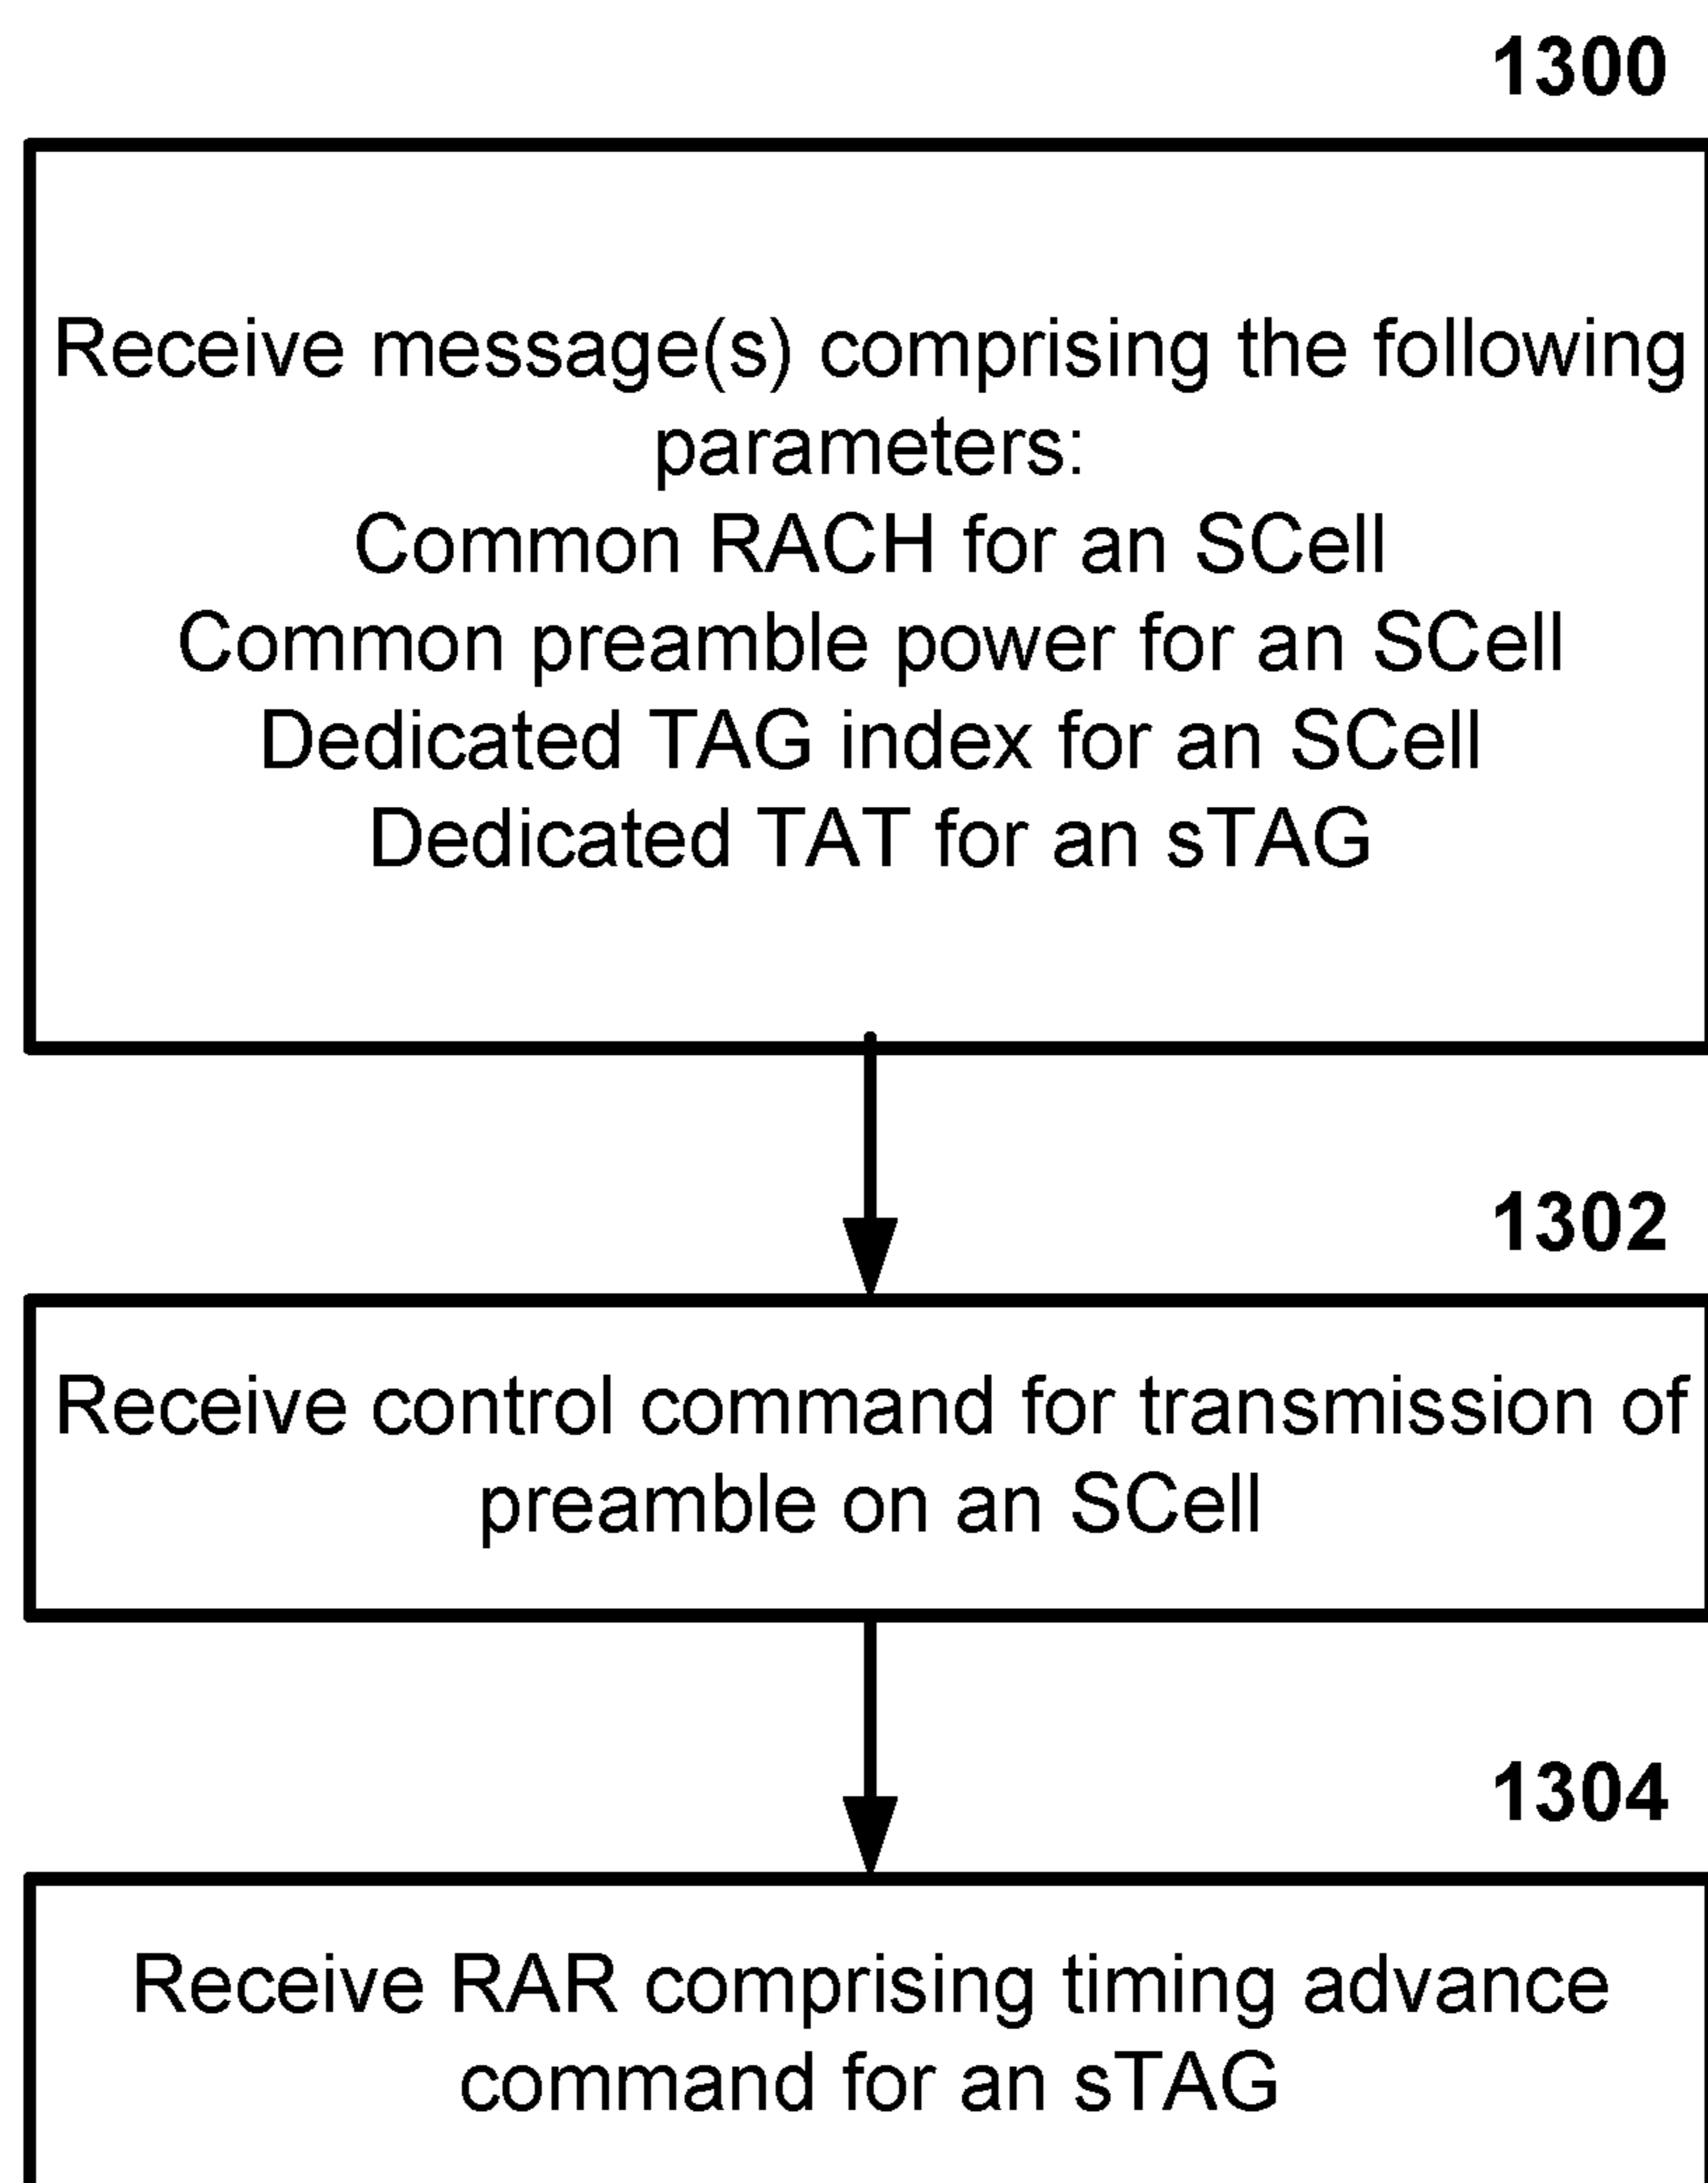 1300
Receive message(s) comprising the following
parameters:
Common RACH for an SCell
Common preamble power for an SCell
Dedicated TAG index for an SCell
Dedicated TAT for an sTAG
1302
Receive control command for transmission of
preamble on an SCell
1304
Receive RAR comprising timing advance
command for an sTAG